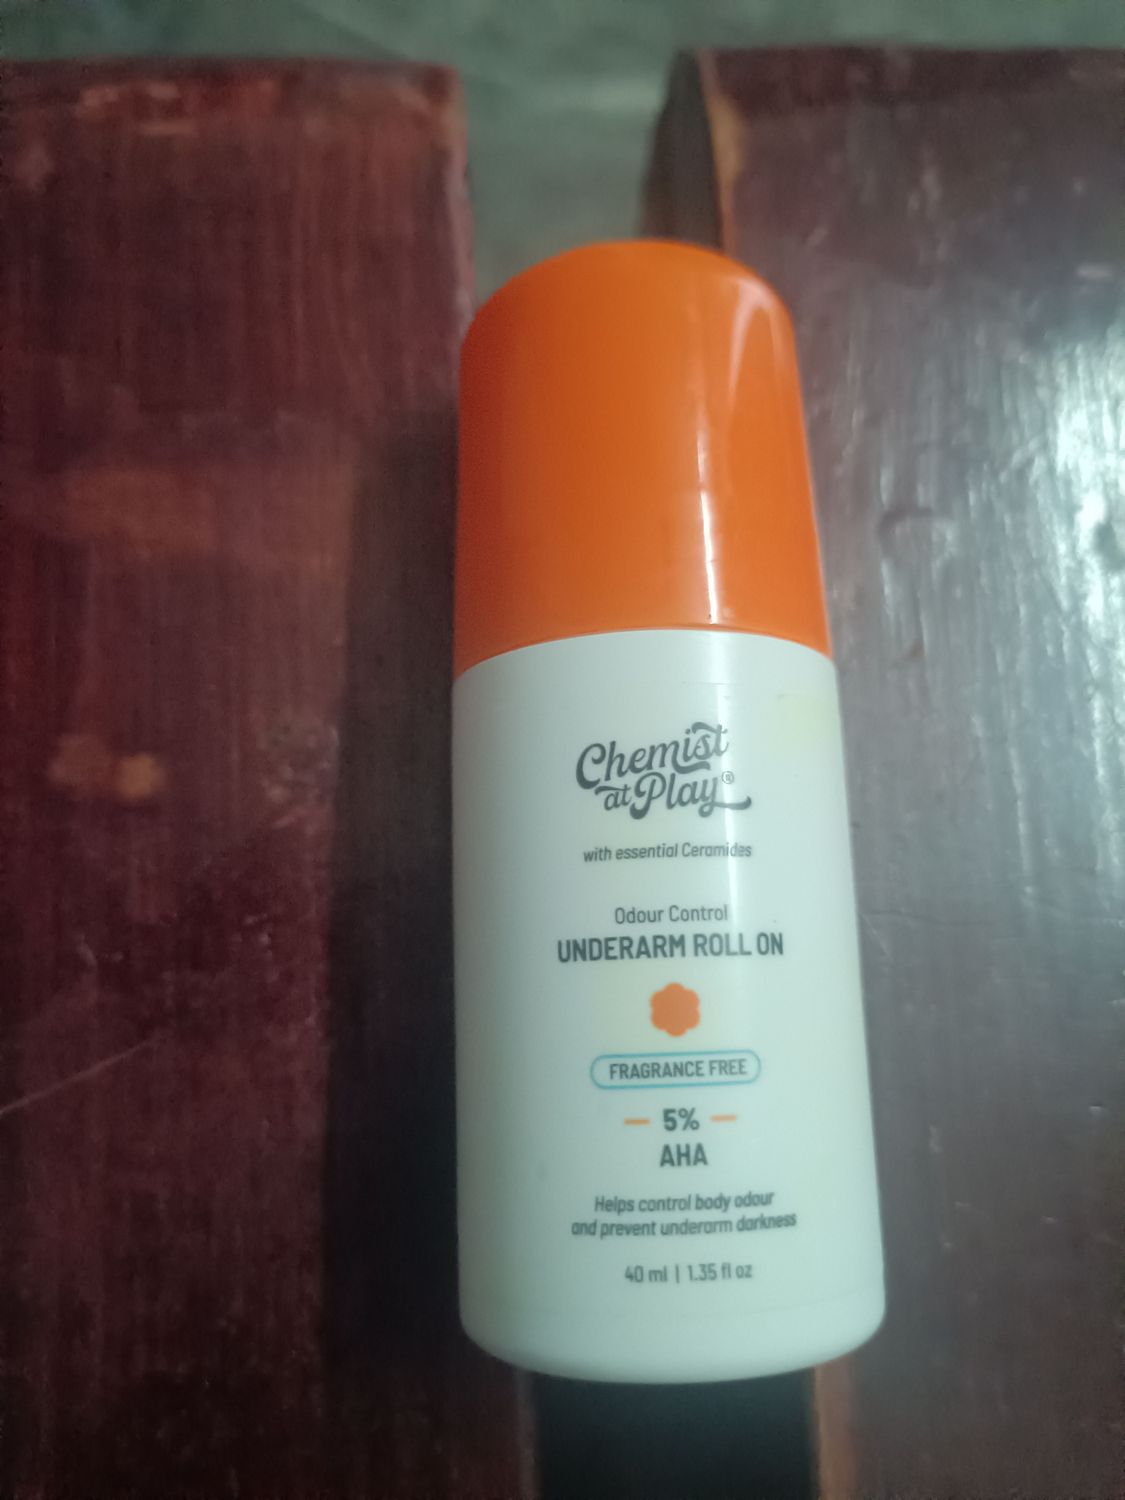 Chemist
at Play®
with essential Ceramides
Odour Control
UNDERARM ROLL ON
FRAGRANCE FREE
5%
AHA
Helps control body odour
and prevent underarm darkness
40 ml | 1.35 fl oz